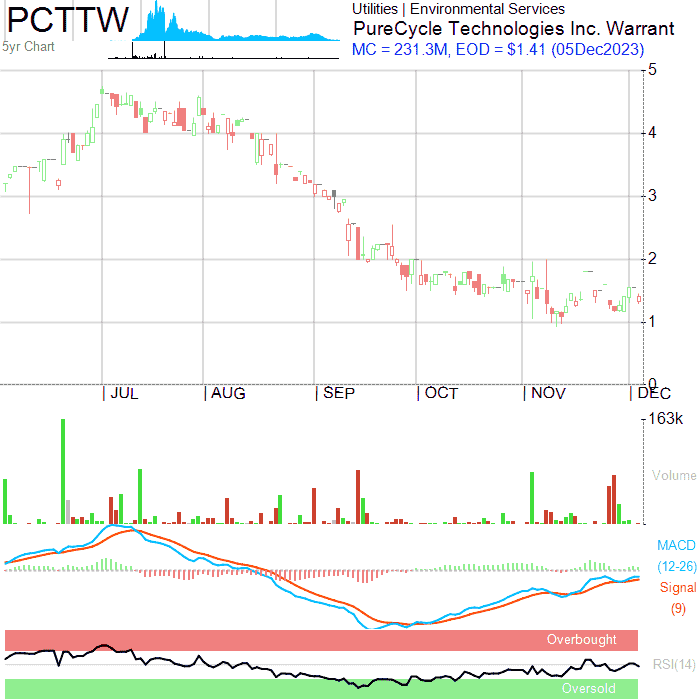 PCTTW
5yr Chart
Utilities | Environmental Services
PureCycle Technologies Inc. Warrant
MC = 231.3M, EOD = $1.41 (05Dec2023)
5
4
3
2
1
0
| JUL | AUG | SEP | OCT | NOV | DEC
163k
Volume
MACD
(12-26)
Signal
(9)
Overbought
RSI(14)
Oversold